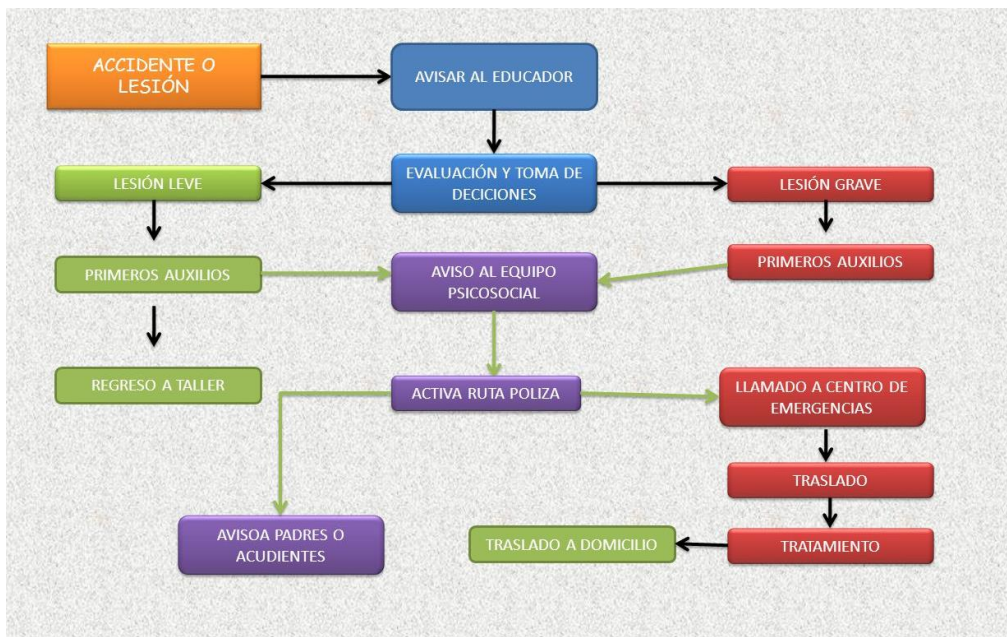 ACCIDENTE O
LESIÓN
AVISAR AL EDUCADOR
LESIÓN LEVE
EVALUACIÓN Y TOMA DE
DECICIONES
LESIÓN GRAVE
PRIMEROS AUXILIOS
AVISO AL EQUIPO
PSICOSOCIAL
PRIMEROS AUXILIOS
REGRESO A TALLER
ACTIVA RUTA POLIZA
LLAMADO A CENTRO DE
EMERGENCIAS
TRASLADO
AVISOA PADRES O
ACUDIENTES
TRASLADO A DOMICILIO
TRATAMIENTO